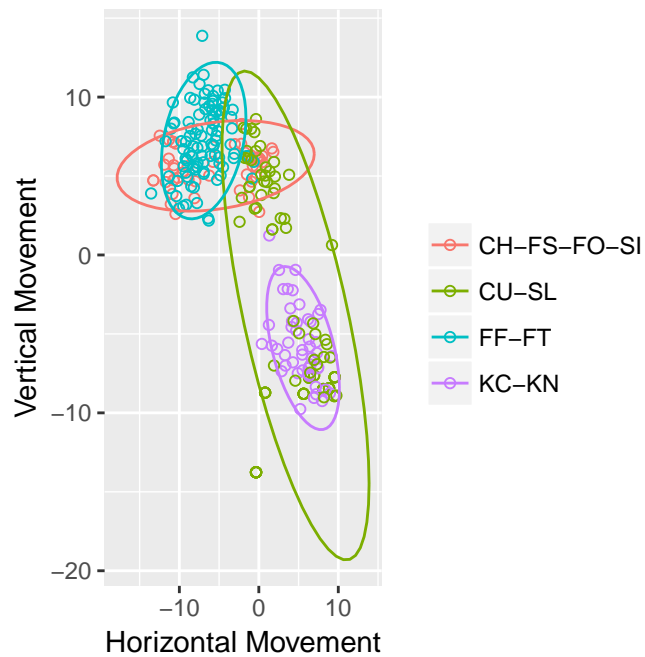 10
0
−10
−20
Vertical Movement
−10 0 10
Horizontal Movement
CH−FS−FO−SI
CU−SL
FF−FT
KC−KN